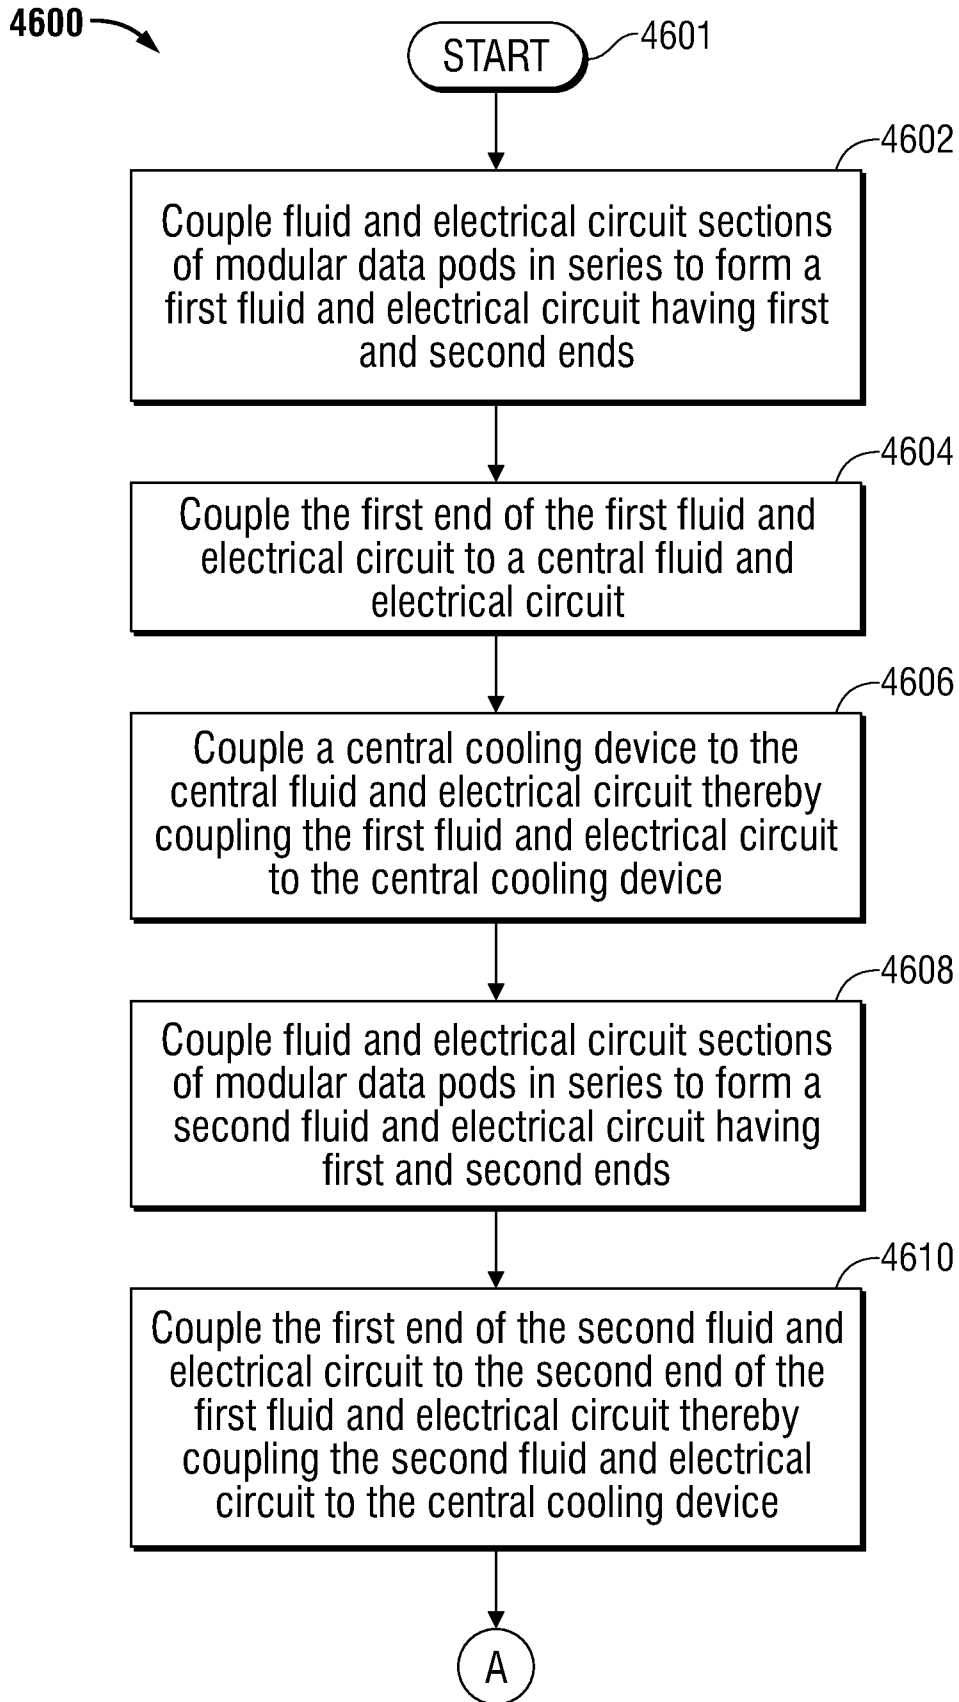 4600
START
4601
4602
Couple fluid and electrical circuit sections
of modular data pods in series to form a
first fluid and electrical circuit having first
and second ends
4604
Couple the first end of the first fluid and
electrical circuit to a central fluid and
electrical circuit
4606
Couple a central cooling device to the
central fluid and electrical circuit thereby
coupling the first fluid and electrical circuit
to the central cooling device
4608
Couple fluid and electrical circuit sections
of modular data pods in series to form a
second fluid and electrical circuit having
first and second ends
4610
Couple the first end of the second fluid and
electrical circuit to the second end of the
first fluid and electrical circuit thereby
coupling the second fluid and electrical
circuit to the central cooling device
A